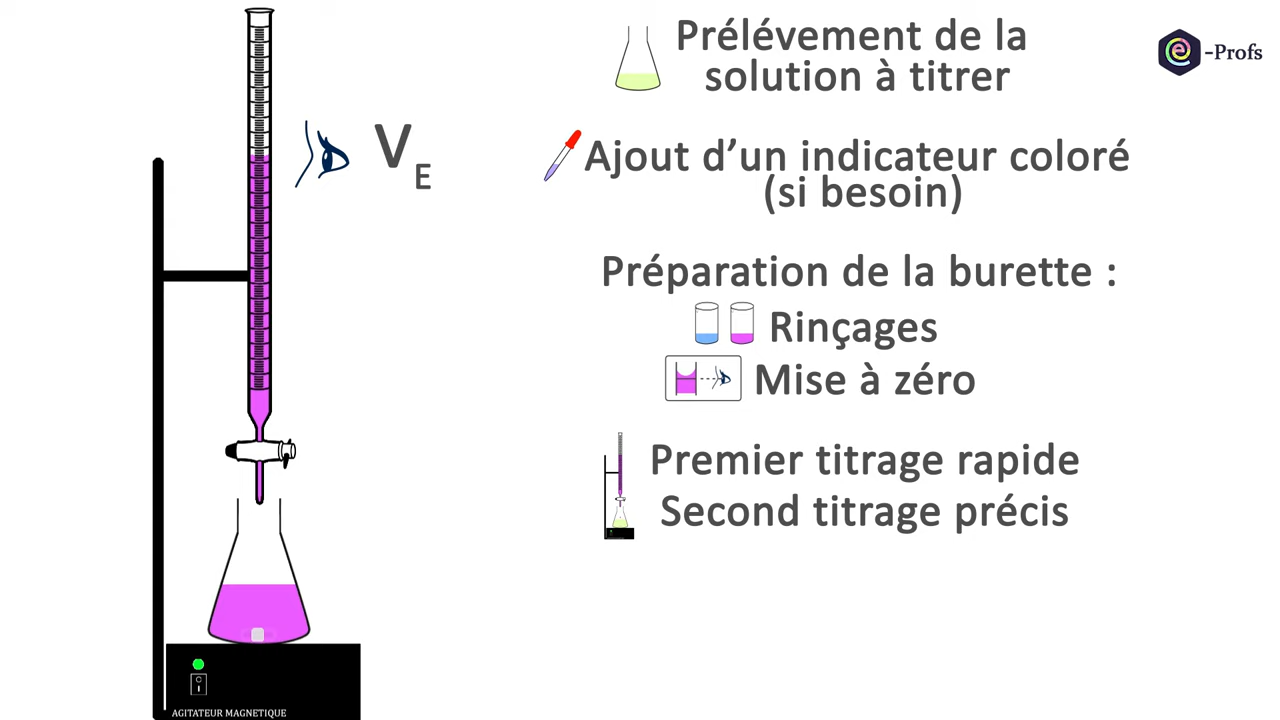 Prélévement de la
solution à titrer
e -Profs
V
E
Ajout d’un indicateur coloré
(si besoin)
Préparation de la burette :
Rinçages
Mise à zéro
Premier titrage rapide
Second titrage précis
AGITATEUR MAGNETIQUE